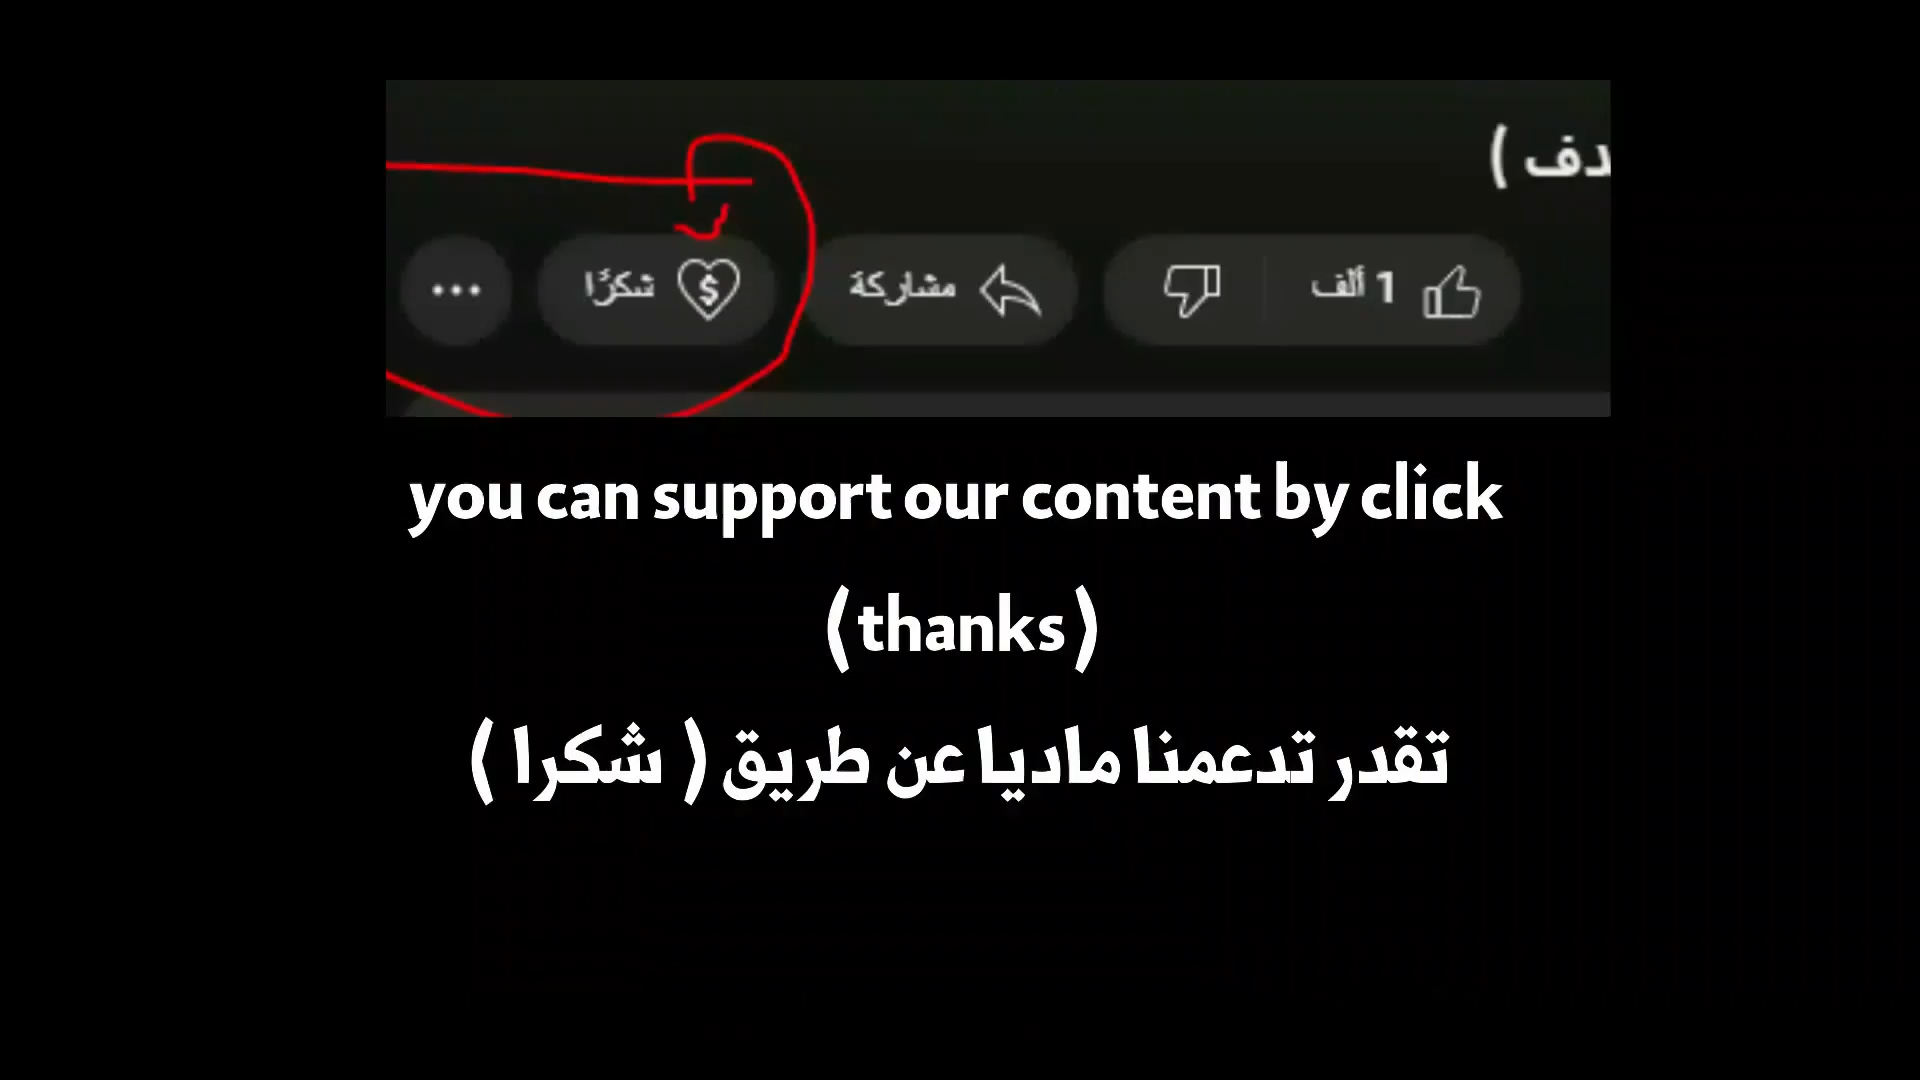 دف )
1 ألف
مشاركة
شكرًا
you can support our content by click
(thanks)
تقدر تدعمنا ماديا عن طريق ( شكرا )